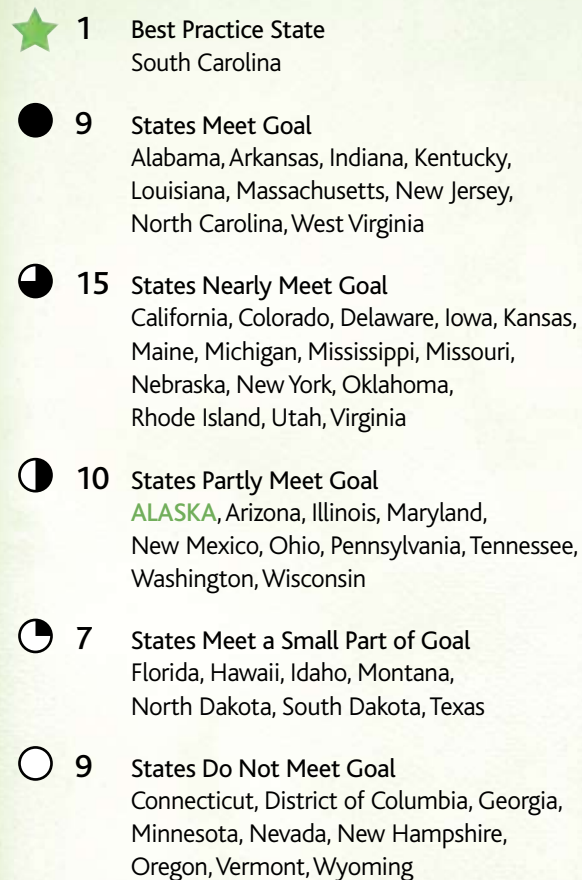 1 Best Practice State
South Carolina
9 States Meet Goal
Alabama, Arkansas, Indiana, Kentucky,
Louisiana, Massachusetts, New Jersey,
North Carolina, West Virginia
15 States Nearly Meet Goal
California, Colorado, Delaware, Iowa, Kansas,
Maine, Michigan, Mississippi, Missouri,
Nebraska, New York, Oklahoma,
Rhode Island, Utah, Virginia
10 States Partly Meet Goal
ALASKA, Arizona, Illinois, Maryland,
New Mexico, Ohio, Pennsylvania, Tennessee,
Washington, Wisconsin
7 States Meet a Small Part of Goal
Florida, Hawaii, Idaho, Montana,
North Dakota, South Dakota, Texas
9 States Do Not Meet Goal
Connecticut, District of Columbia, Georgia,
Minnesota, Nevada, New Hampshire,
Oregon, Vermont, Wyoming